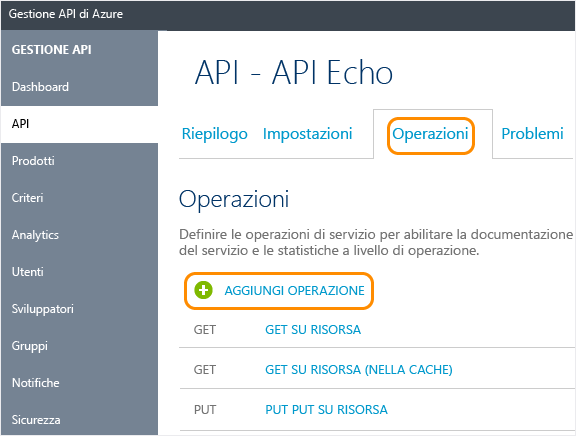 Gestione API di Azure
GESTIONE API
Dashboard
API
Prodotti
Criteri
Analytics
Utenti
Sviluppatori
Gruppi
Notifiche
Sicurezza
API - API Echo
Riepilogo Impostazioni Operazioni Problemi
Operazioni
Definire le operazioni di servizio per abilitare la documentazione
del servizio e le statistiche a livello di operazione.
AGGIUNGI OPERAZIONE
GET GET SU RISORSA
GET GET SU RISORSA (NELLA CACHE)
PUT PUT PUT SU RISORSA